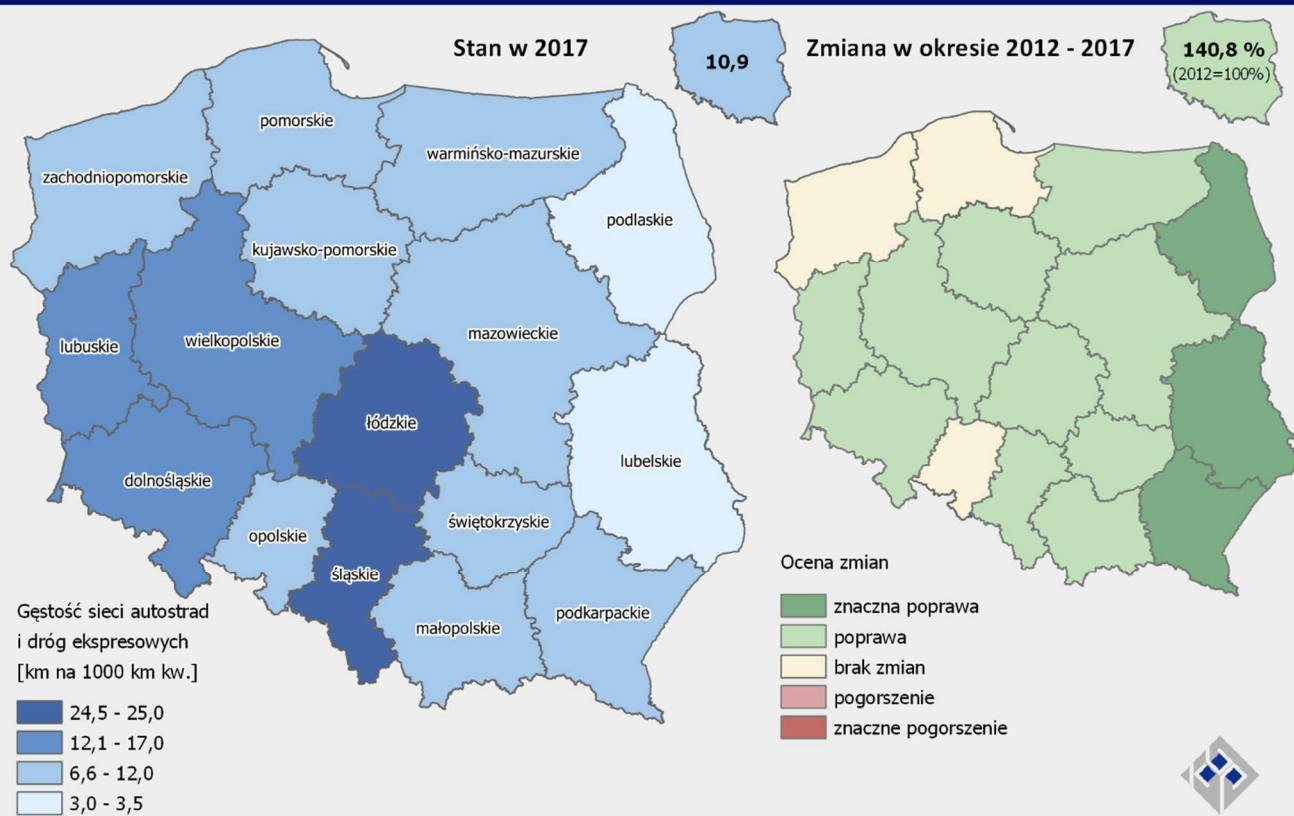 Stan w 2017
10,9
Zmiana w okresie 2012 - 2017
140,8 %
(2012=100%)
pomorskie
warmińsko-mazurskie
zachodniopomorskie
podlaskie
kujawsko-pomorskie
mazowieckie
wielkopolskie
lubuskie
łódzkie
lubelskie
dolnośląskie
świętokrzyskie
opolskie
śląskie
podkarpackie
małopolskie
Gęstość sieci autostrad
i dróg ekspresowych
[km na 1000 km kw.]
24,5 - 25,0
12,1 - 17,0
6,6 - 12,0
3,0 - 3,5
Ocena zmian
znaczna poprawa
poprawa
brak zmian
pogorszenie
znaczne pogorszenie